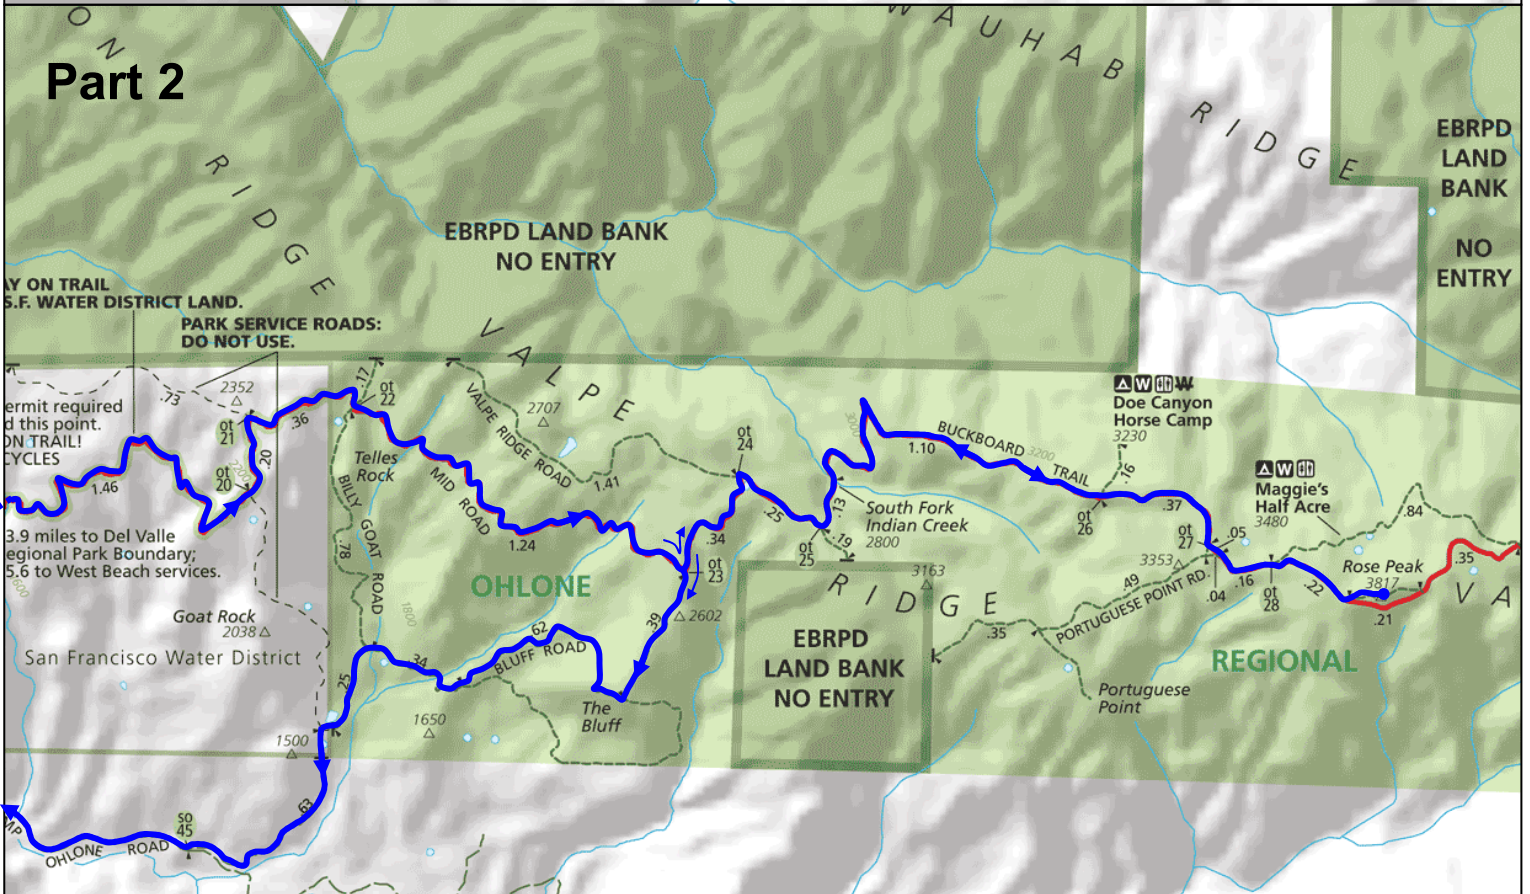 Part 2
ON RIDGE
WAUHAB RIDGE
EBRPD
LAND
BANK
NO
ENTRY
EBRPD LAND BANK
NO ENTRY
AY ON TRAIL
S.F. WATER DISTRICT LAND.
PARK SERVICE ROADS:
DO NOT USE.
VALPE RIDGE
2352
.73
.17
ot
22
ermit required
d this point.
ON TRAIL!
CYCLES
ot
21
.36
2707
VALPE RIDGE ROAD
1.41
ot
24
3000
BUCKBOARD TRAIL
1.10
3200
Doe Canyon
Horse Camp
3230
.16
Telles
Rock
ot
20
2200
.20
1.46
MID ROAD
1.24
BILLY GOAT ROAD
.78
.25
.13
South Fork
Indian Creek
2800
ot
26
.37
Maggie's
Half Acre
3480
.84
3.9 miles to Del Valle
egional Park Boundary;
5.6 to West Beach services.
600
.34
ot
25
.19
ot
27
.05
3353
Rose Peak
3817
.35
VA
OHLONE
ot
23
3163
.49
PORTUGUESE POINT RD.
.04
.16
ot
28
.22
.21
Goat Rock
2038
1800
.39
2602
.35
San Francisco Water District
.62
BLUFF ROAD
.34
.25
EBRPD
LAND BANK
NO ENTRY
REGIONAL
Portuguese
Point
The
Bluff
1650
1500
.63
so
45
MP
OHLONE ROAD